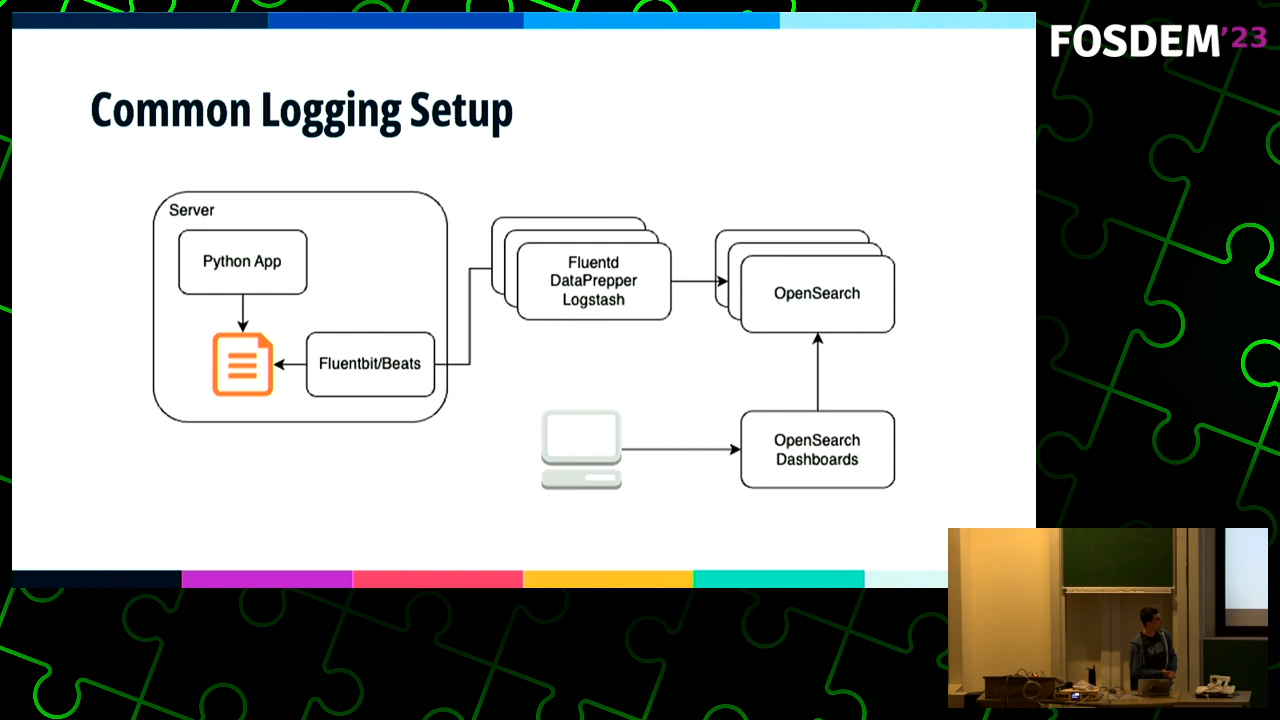 FOSDEM'23
Common Logging Setup
Server
Python App
Fluentbit/Beats
Fluentd
DataPrepper
Logstash
OpenSearch
OpenSearch
Dashboards